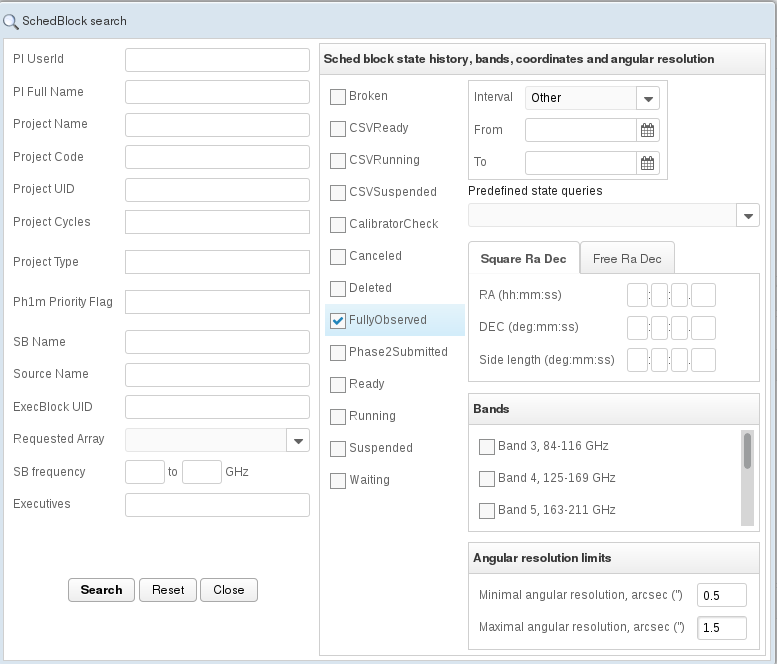 SchedBlock search
PI UserId
PI Full Name
Project Name
Project Code
Project UID
Project Cycles
Project Type
Ph1m Priority Flag
SB Name
Source Name
ExecBlock UID
Requested Array
SB frequency to GHz
Executives
Search Reset Close
Sched block state history, bands, coordinates and angular resolution
Broken
CSVReady
CSVRunning
CSVSuspended
CalibratorCheck
Canceled
Deleted
FullyObserved
Phase2Submitted
Ready
Running
Suspended
Waiting
Interval Other
From
To
Predefined state queries
Square Ra Dec Free Ra Dec
RA (hh:mm:ss) : : .
DEC (deg:mm:ss) : : .
Side length (deg:mm:ss) : : .
Bands
Band 3, 84-116 GHz
Band 4, 125-169 GHz
Band 5, 163-211 GHz
Angular resolution limits
Minimal angular resolution, arcsec (") 0.5
Maximal angular resolution, arcsec (") 1.5